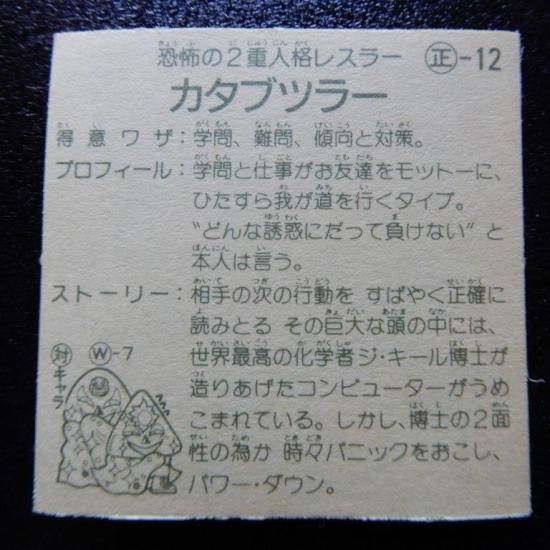 恐怖の2重人格レスラー ㊣-12
カタブツラー
得意ワザ:学問、難問、傾向と対策。
プロフィール:学問と仕事がお友達をモットーに、
ひたすら我が道を行くタイプ。
“どんな誘惑にだって負けない”と
本人は言う。
ストーリー:相手の次の行動を すばやく正確に
読みとる その巨大な頭の中には、
世界最高の化学者ジ・キール博士が
造りあげたコンピューターがうめ
こまれている。しかし、博士の2面
性の為か 時々パニックをおこし、
パワー・ダウン。
対キャラ Ⓦ-7